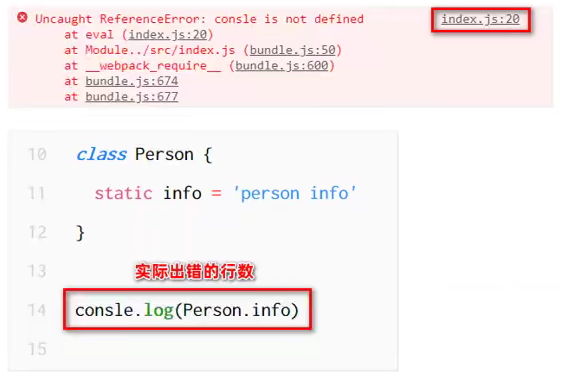 Uncaught ReferenceError: consle is not defined index.js:20
at eval (index.js:20)
at Module../src/index.js (bundle.js:50)
at __webpack_require__ (bundle.js:600)
at bundle.js:674
at bundle.js:677
10 class Person {
11 static info = 'person info'
12 }
13 实际出错的行数
14 consle.log(Person.info)
15